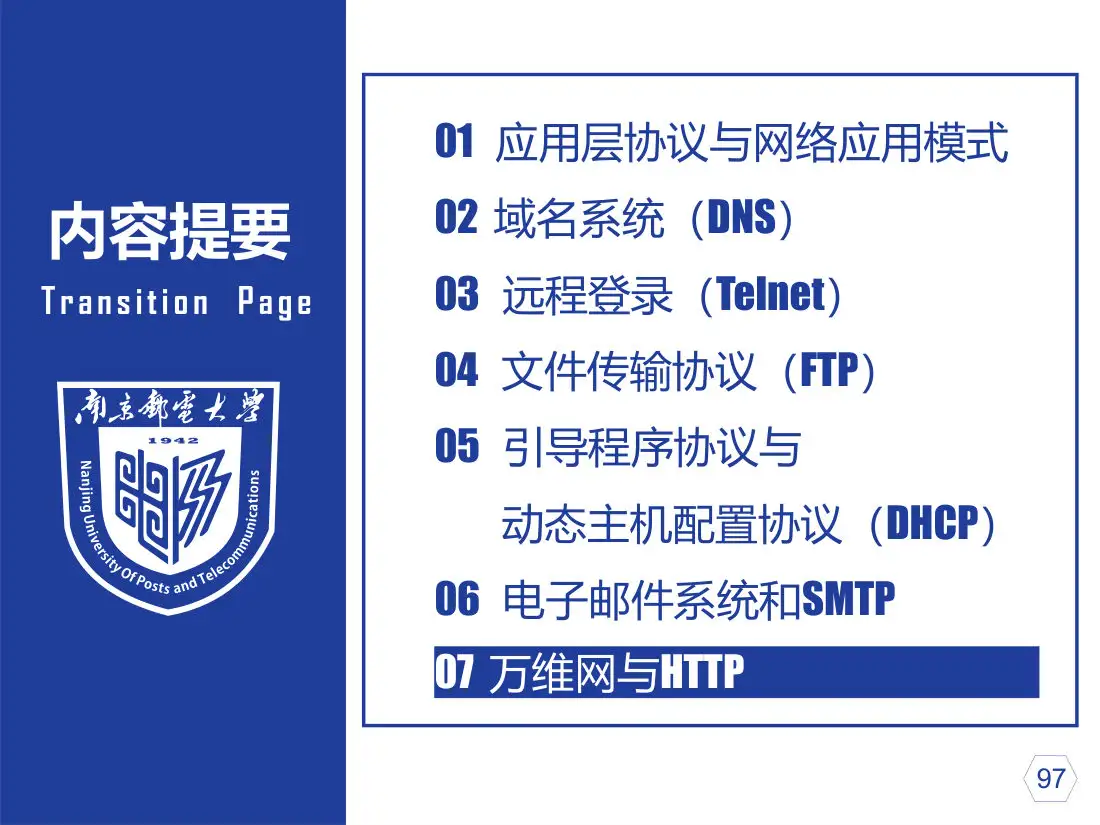 内容提要
Transition Page
南京邮电大学
1942
Nanjing University Of Posts and Telecommunications
01 应用层协议与网络应用模式
02 域名系统（DNS）
03 远程登录（Telnet）
04 文件传输协议（FTP）
05 引导程序协议与
动态主机配置协议（DHCP）
06 电子邮件系统和SMTP
07 万维网与HTTP
97